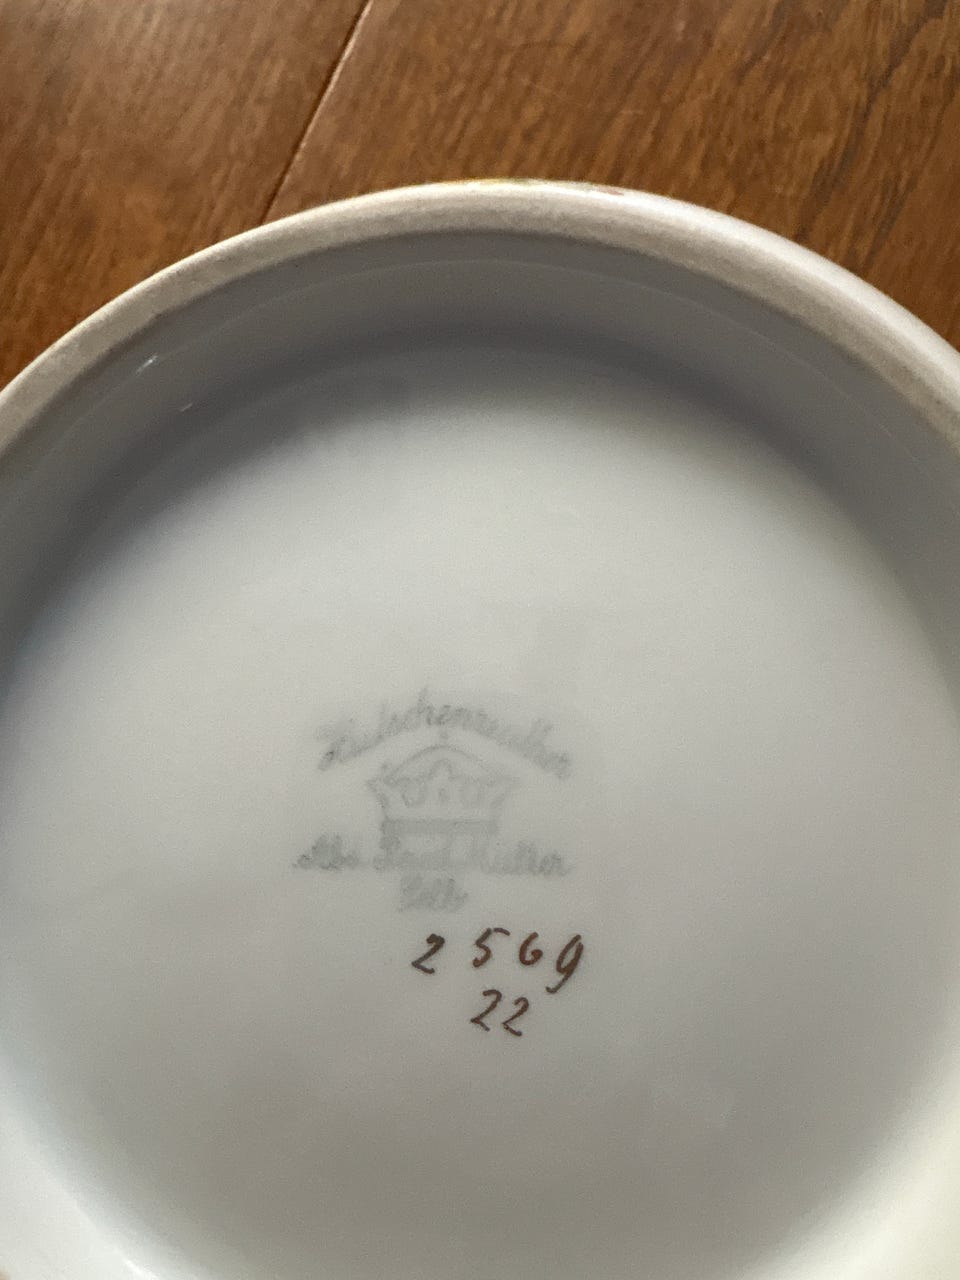 Hutschenreuther
Abt. Paul Müller
Selb
2569
22